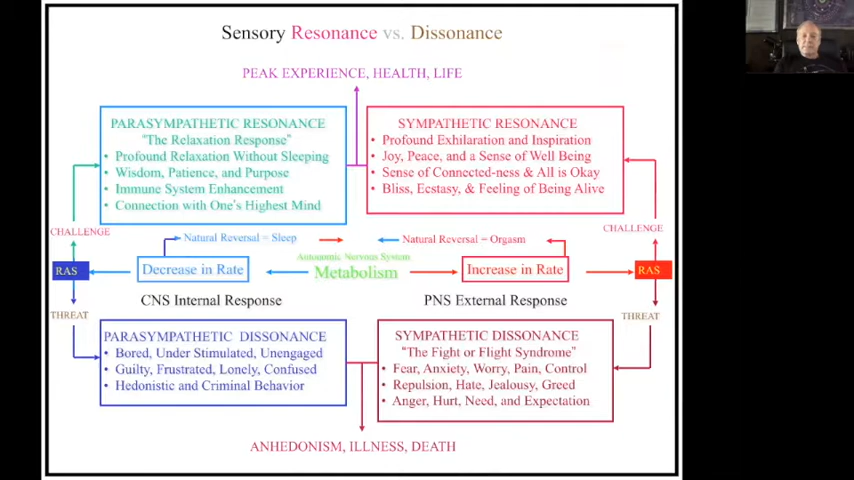 Sensory Resonance vs. Dissonance
PEAK EXPERIENCE, HEALTH, LIFE
PARASYMPATHETIC RESONANCE
"The Relaxation Response"
• Profound Relaxation Without Sleeping
• Wisdom, Patience, and Purpose
• Immune System Enhancement
• Connection with One's Highest Mind
SYMPATHETIC RESONANCE
• Profound Exhilaration and Inspiration
• Joy, Peace, and a Sense of Well Being
• Sense of Connected-ness & All is Okay
• Bliss, Ecstasy, & Feeling of Being Alive
CHALLENGE
CHALLENGE
Natural Reversal = Sleep
Natural Reversal = Orgasm
RAS
Decrease in Rate
Autonomic Nervous System
Metabolism
Increase in Rate
RAS
CNS Internal Response
PNS External Response
THREAT
THREAT
PARASYMPATHETIC DISSONANCE
• Bored, Under Stimulated, Unengaged
• Guilty, Frustrated, Lonely, Confused
• Hedonistic and Criminal Behavior
SYMPATHETIC DISSONANCE
"The Fight or Flight Syndrome"
• Fear, Anxiety, Worry, Pain, Control
• Repulsion, Hate, Jealousy, Greed
• Anger, Hurt, Need, and Expectation
ANHEDONISM, ILLNESS, DEATH